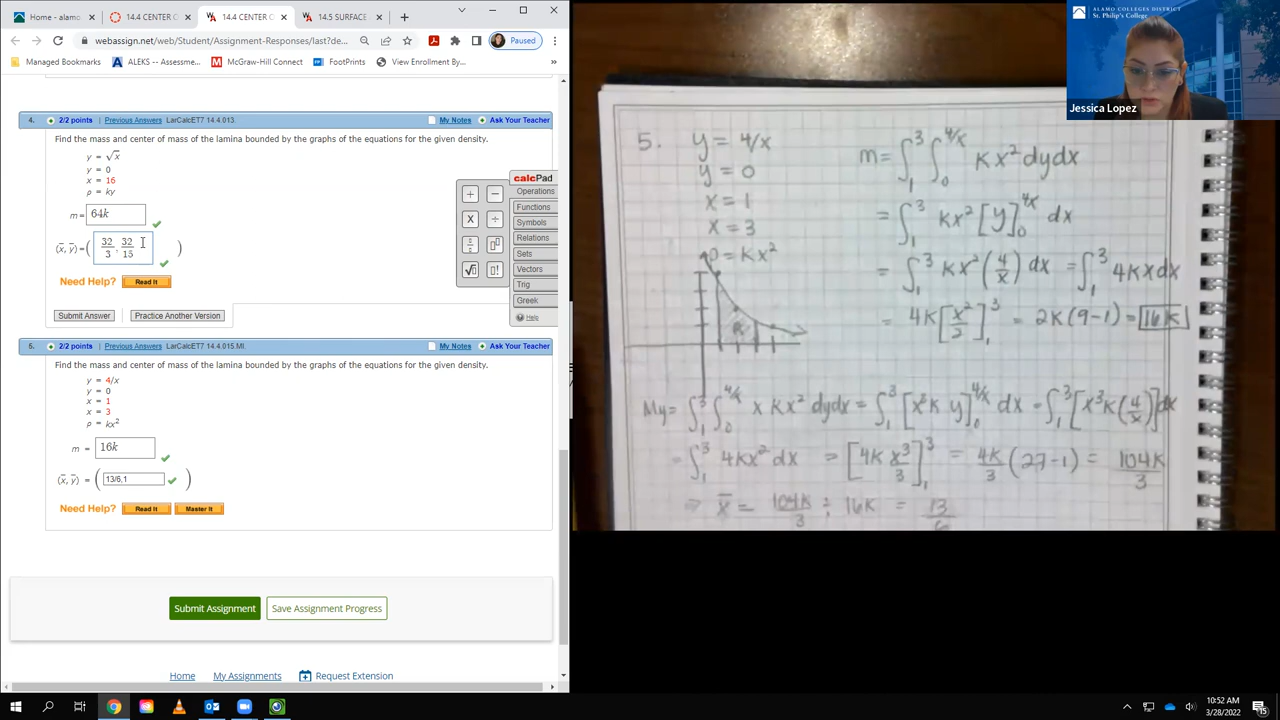 Home - alamo
14.4 CENTER C
14.4 CENTER C
14.5 SURFACE
webassign.net/web/Student/Assignment-Responses/last?de...
Paused
Managed Bookmarks
ALEKS -- Assessme...
McGraw-Hill Connect
FootPrints
View Enrollment By...
4.
2/2 points
Previous Answers
LarCalcET7 14.4.013.
My Notes
Ask Your Teacher
Find the mass and center of mass of the lamina bounded by the graphs of the equations for the given density.
y = √x
y = 0
x = 16
ρ = ky
m = 64k
(x̄, ȳ) = ( 32/3, 32/15 )
Need Help? Read It
Submit Answer
Practice Another Version
calcPad
Operations
Functions
Symbols
Relations
Sets
Vectors
Trig
Greek
Help
5.
2/2 points
Previous Answers
LarCalcET7 14.4.015.MI.
My Notes
Ask Your Teacher
Find the mass and center of mass of the lamina bounded by the graphs of the equations for the given density.
y = 4/x
y = 0
x = 1
x = 3
ρ = kx²
m = 16k
(x̄, ȳ) = ( 13/6,1 )
Need Help? Read It Master It
Submit Assignment
Save Assignment Progress
Home
My Assignments
Request Extension
5. y = 4/x
y = 0
x = 1
x = 3
ρ = Kx²
m = ∫₁³ ∫₀^(4/x) Kx² dydx
= ∫₁³ Kx² [y]₀^(4/x) dx
= ∫₁³ Kx² (4/x) dx = ∫₁³ 4Kx dx
= 4K [x²/2]₁³ = 2K (9-1) = 16K
My = ∫₁³ ∫₀^(4/x) x Kx² dydx = ∫₁³ [x³K y]₀^(4/x) dx = ∫₁³ [x³K (4/x)] dx
= ∫₁³ 4Kx² dx = [4K x³/3]₁³ = 4K/3 (27-1) = 104K/3
⇒ x̄ = 104K/3 ÷ 16K = 13/6
ALAMO COLLEGES DISTRICT
St. Philip's College
Jessica Lopez
10:52 AM
3/28/2022
15